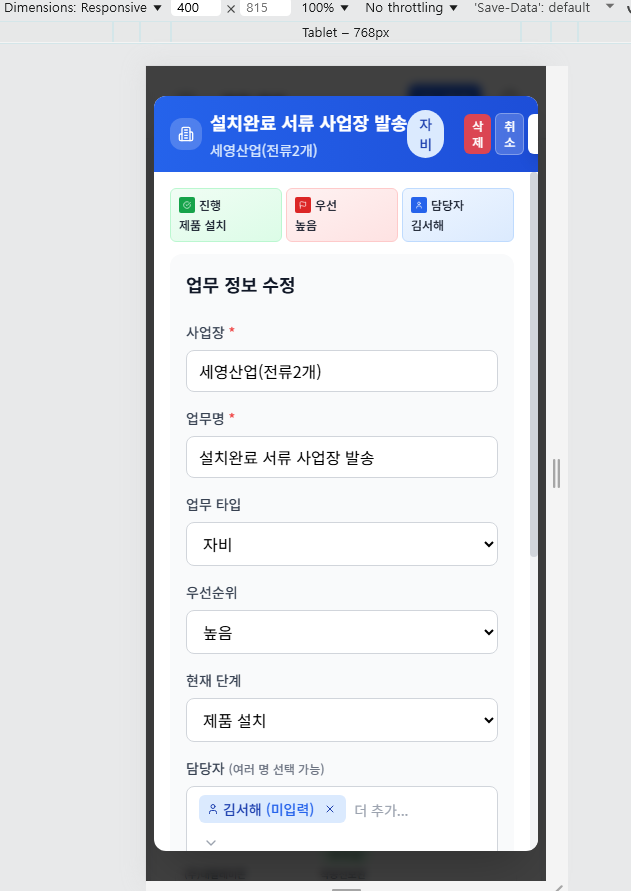 Dimensions: Responsive ▼ 400 × 815 100% ▼ No throttling ▼ 'Save-Data': default ▼
Tablet – 768px
설치완료 서류 사업장 발송
세영산업(전류2개)
자비
삭제
취소
진행
제품 설치
우선
높음
담당자
김서해
업무 정보 수정
사업장 *
세영산업(전류2개)
업무명 *
설치완료 서류 사업장 발송
업무 타입
자비
우선순위
높음
현재 단계
제품 설치
담당자 (여러 명 선택 가능)
김서해 (미입력) × 더 추가...